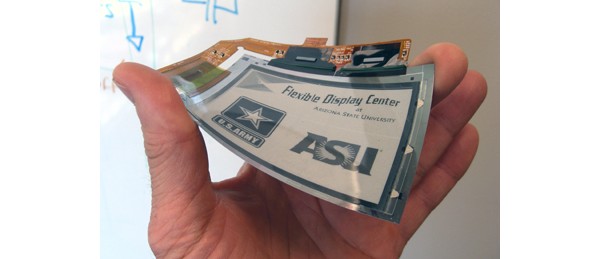 Flexible Display Center
at
Arizona State University
U.S. ARMY
ASU